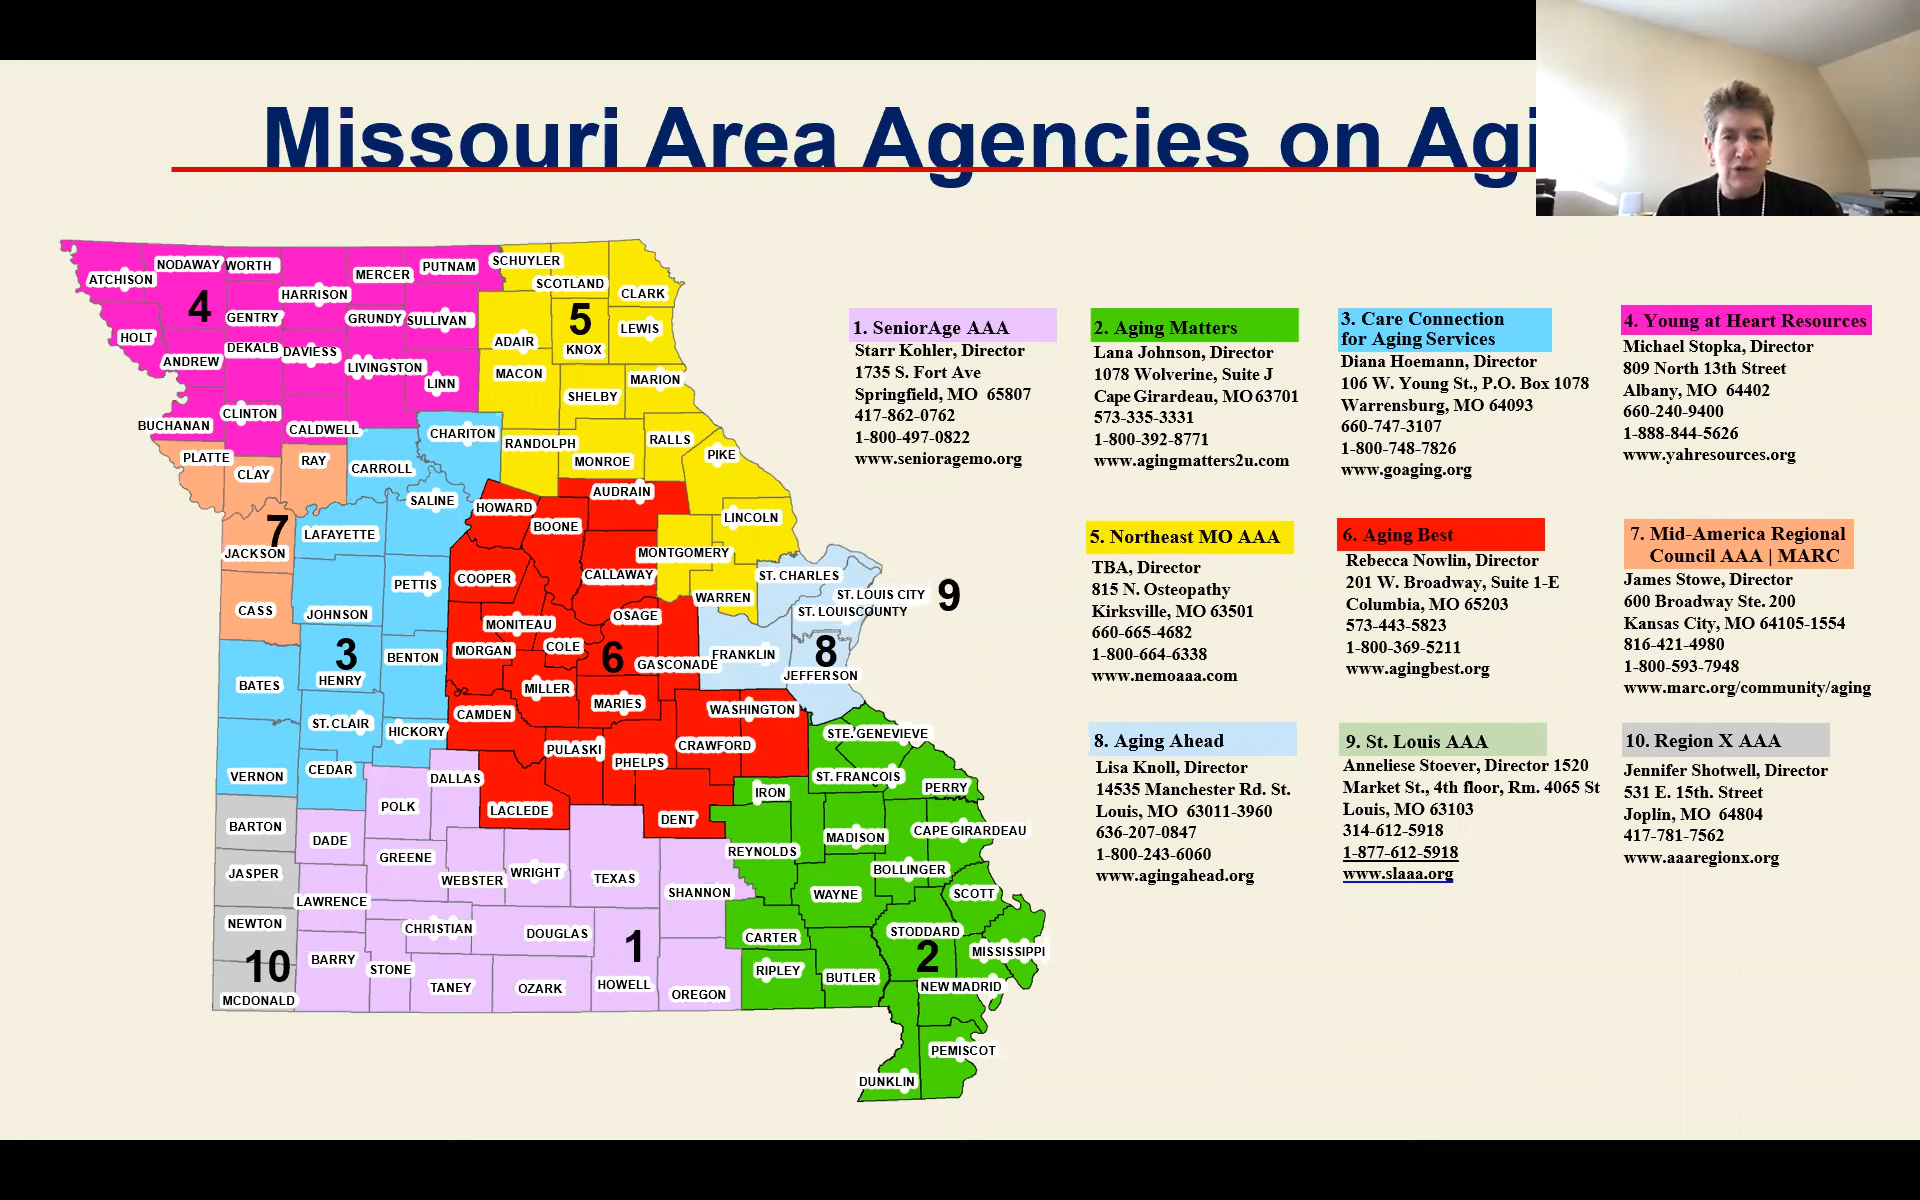 Missouri Area Agencies on Agi
ATCHISON
NODAWAY
WORTH
MERCER
PUTNAM
SCHUYLER
SCOTLAND
CLARK
HARRISON
4
GENTRY
GRUNDY
SULLIVAN
5
LEWIS
HOLT
ADAIR
KNOX
ANDREW
DEKALB
DAVIESS
LIVINGSTON
LINN
MACON
MARION
SHELBY
CLINTON
BUCHANAN
CALDWELL
CHARITON
RANDOLPH
RALLS
PLATTE
CLAY
RAY
CARROLL
MONROE
PIKE
SALINE
AUDRAIN
HOWARD
LINCOLN
7
JACKSON
LAFAYETTE
BOONE
MONTGOMERY
PETTIS
COOPER
CALLAWAY
ST. CHARLES
ST. LOUIS CITY
9
WARREN
CASS
JOHNSON
ST. LOUIS COUNTY
MONITEAU
OSAGE
3
BENTON
MORGAN
COLE
6
GASCONADE
FRANKLIN
8
JEFFERSON
HENRY
BATES
MILLER
MARIES
WASHINGTON
CAMDEN
ST. CLAIR
HICKORY
PULASKI
PHELPS
CRAWFORD
STE. GENEVIEVE
VERNON
CEDAR
DALLAS
ST. FRANCOIS
PERRY
IRON
POLK
LACLEDE
DENT
BARTON
DADE
MADISON
CAPE GIRARDEAU
GREENE
REYNOLDS
JASPER
WEBSTER
WRIGHT
TEXAS
BOLLINGER
SHANNON
WAYNE
SCOTT
LAWRENCE
NEWTON
CHRISTIAN
DOUGLAS
1
CARTER
STODDARD
2
MISSISSIPPI
10
BARRY
STONE
RIPLEY
BUTLER
NEW MADRID
MCDONALD
TANEY
OZARK
HOWELL
OREGON
PEMISCOT
DUNKLIN
1. SeniorAge AAA
Starr Kohler, Director
1735 S. Fort Ave
Springfield, MO 65807
417-862-0762
1-800-497-0822
www.senioragemo.org
2. Aging Matters
Lana Johnson, Director
1078 Wolverine, Suite J
Cape Girardeau, MO 63701
573-335-3331
1-800-392-8771
www.agingmatters2u.com
3. Care Connection
for Aging Services
Diana Hoemann, Director
106 W. Young St., P.O. Box 1078
Warrensburg, MO 64093
660-747-3107
1-800-748-7826
www.goaging.org
4. Young at Heart Resources
Michael Stopka, Director
809 North 13th Street
Albany, MO 64402
660-240-9400
1-888-844-5626
www.yahresources.org
5. Northeast MO AAA
TBA, Director
815 N. Osteopathy
Kirksville, MO 63501
660-665-4682
1-800-664-6338
www.nemoaaa.com
6. Aging Best
Rebecca Nowlin, Director
201 W. Broadway, Suite 1-E
Columbia, MO 65203
573-443-5823
1-800-369-5211
www.agingbest.org
7. Mid-America Regional
Council AAA | MARC
James Stowe, Director
600 Broadway Ste. 200
Kansas City, MO 64105-1554
816-421-4980
1-800-593-7948
www.marc.org/community/aging
8. Aging Ahead
Lisa Knoll, Director
14535 Manchester Rd. St.
Louis, MO 63011-3960
636-207-0847
1-800-243-6060
www.agingahead.org
9. St. Louis AAA
Anneliese Stoever, Director 1520
Market St., 4th floor, Rm. 4065 St
Louis, MO 63103
314-612-5918
1-877-612-5918
www.slaaa.org
10. Region X AAA
Jennifer Shotwell, Director
531 E. 15th. Street
Joplin, MO 64804
417-781-7562
www.aaaregionx.org